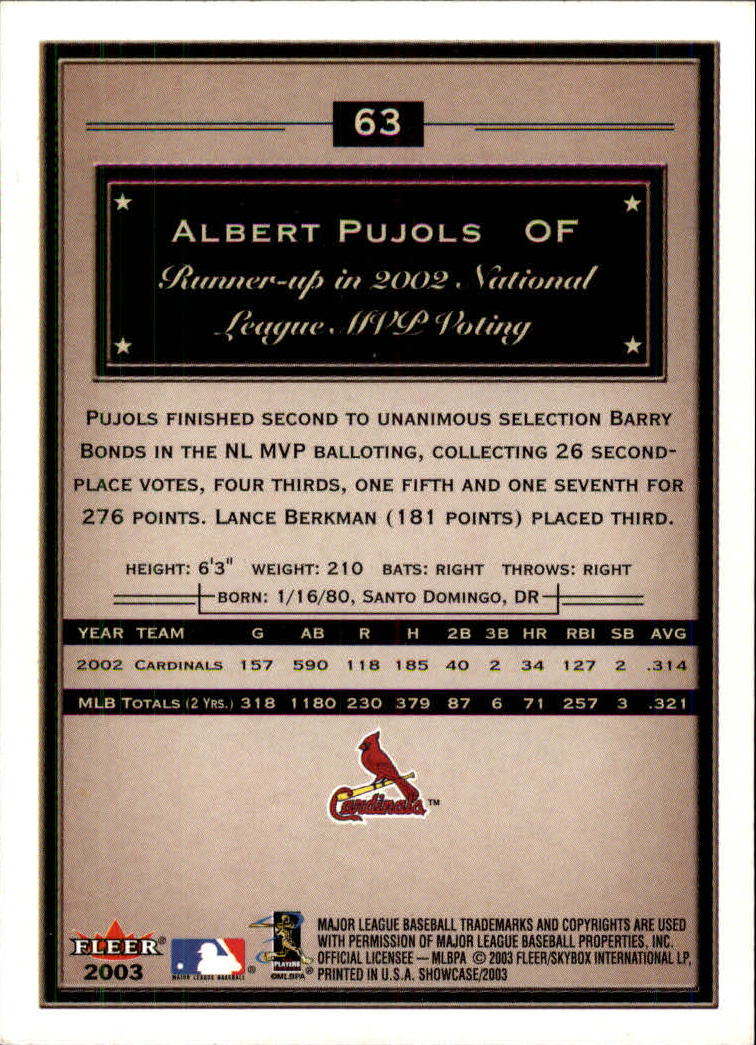 63
ALBERT PUJOLS OF
Runner-up in 2002 National
League MVP Voting
PUJOLS FINISHED SECOND TO UNANIMOUS SELECTION BARRY
BONDS IN THE NL MVP BALLOTING, COLLECTING 26 SECOND-
PLACE VOTES, FOUR THIRDS, ONE FIFTH AND ONE SEVENTH FOR
276 POINTS. LANCE BERKMAN (181 POINTS) PLACED THIRD.
HEIGHT: 6'3" WEIGHT: 210 BATS: RIGHT THROWS: RIGHT
BORN: 1/16/80, SANTO DOMINGO, DR
YEAR TEAM G AB R H 2B 3B HR RBI SB AVG
2002 CARDINALS 157 590 118 185 40 2 34 127 2 .314
MLB TOTALS (2 YRS.) 318 1180 230 379 87 6 71 257 3 .321
Cardinals™
FLEER®
2003
MAJOR LEAGUE BASEBALL®
PLAYERS
©MLBPA®
MAJOR LEAGUE BASEBALL TRADEMARKS AND COPYRIGHTS ARE USED
WITH PERMISSION OF MAJOR LEAGUE BASEBALL PROPERTIES, INC.
OFFICIAL LICENSEE — MLBPA © 2003 FLEER/SKYBOX INTERNATIONAL LP,
PRINTED IN U.S.A. SHOWCASE/2003